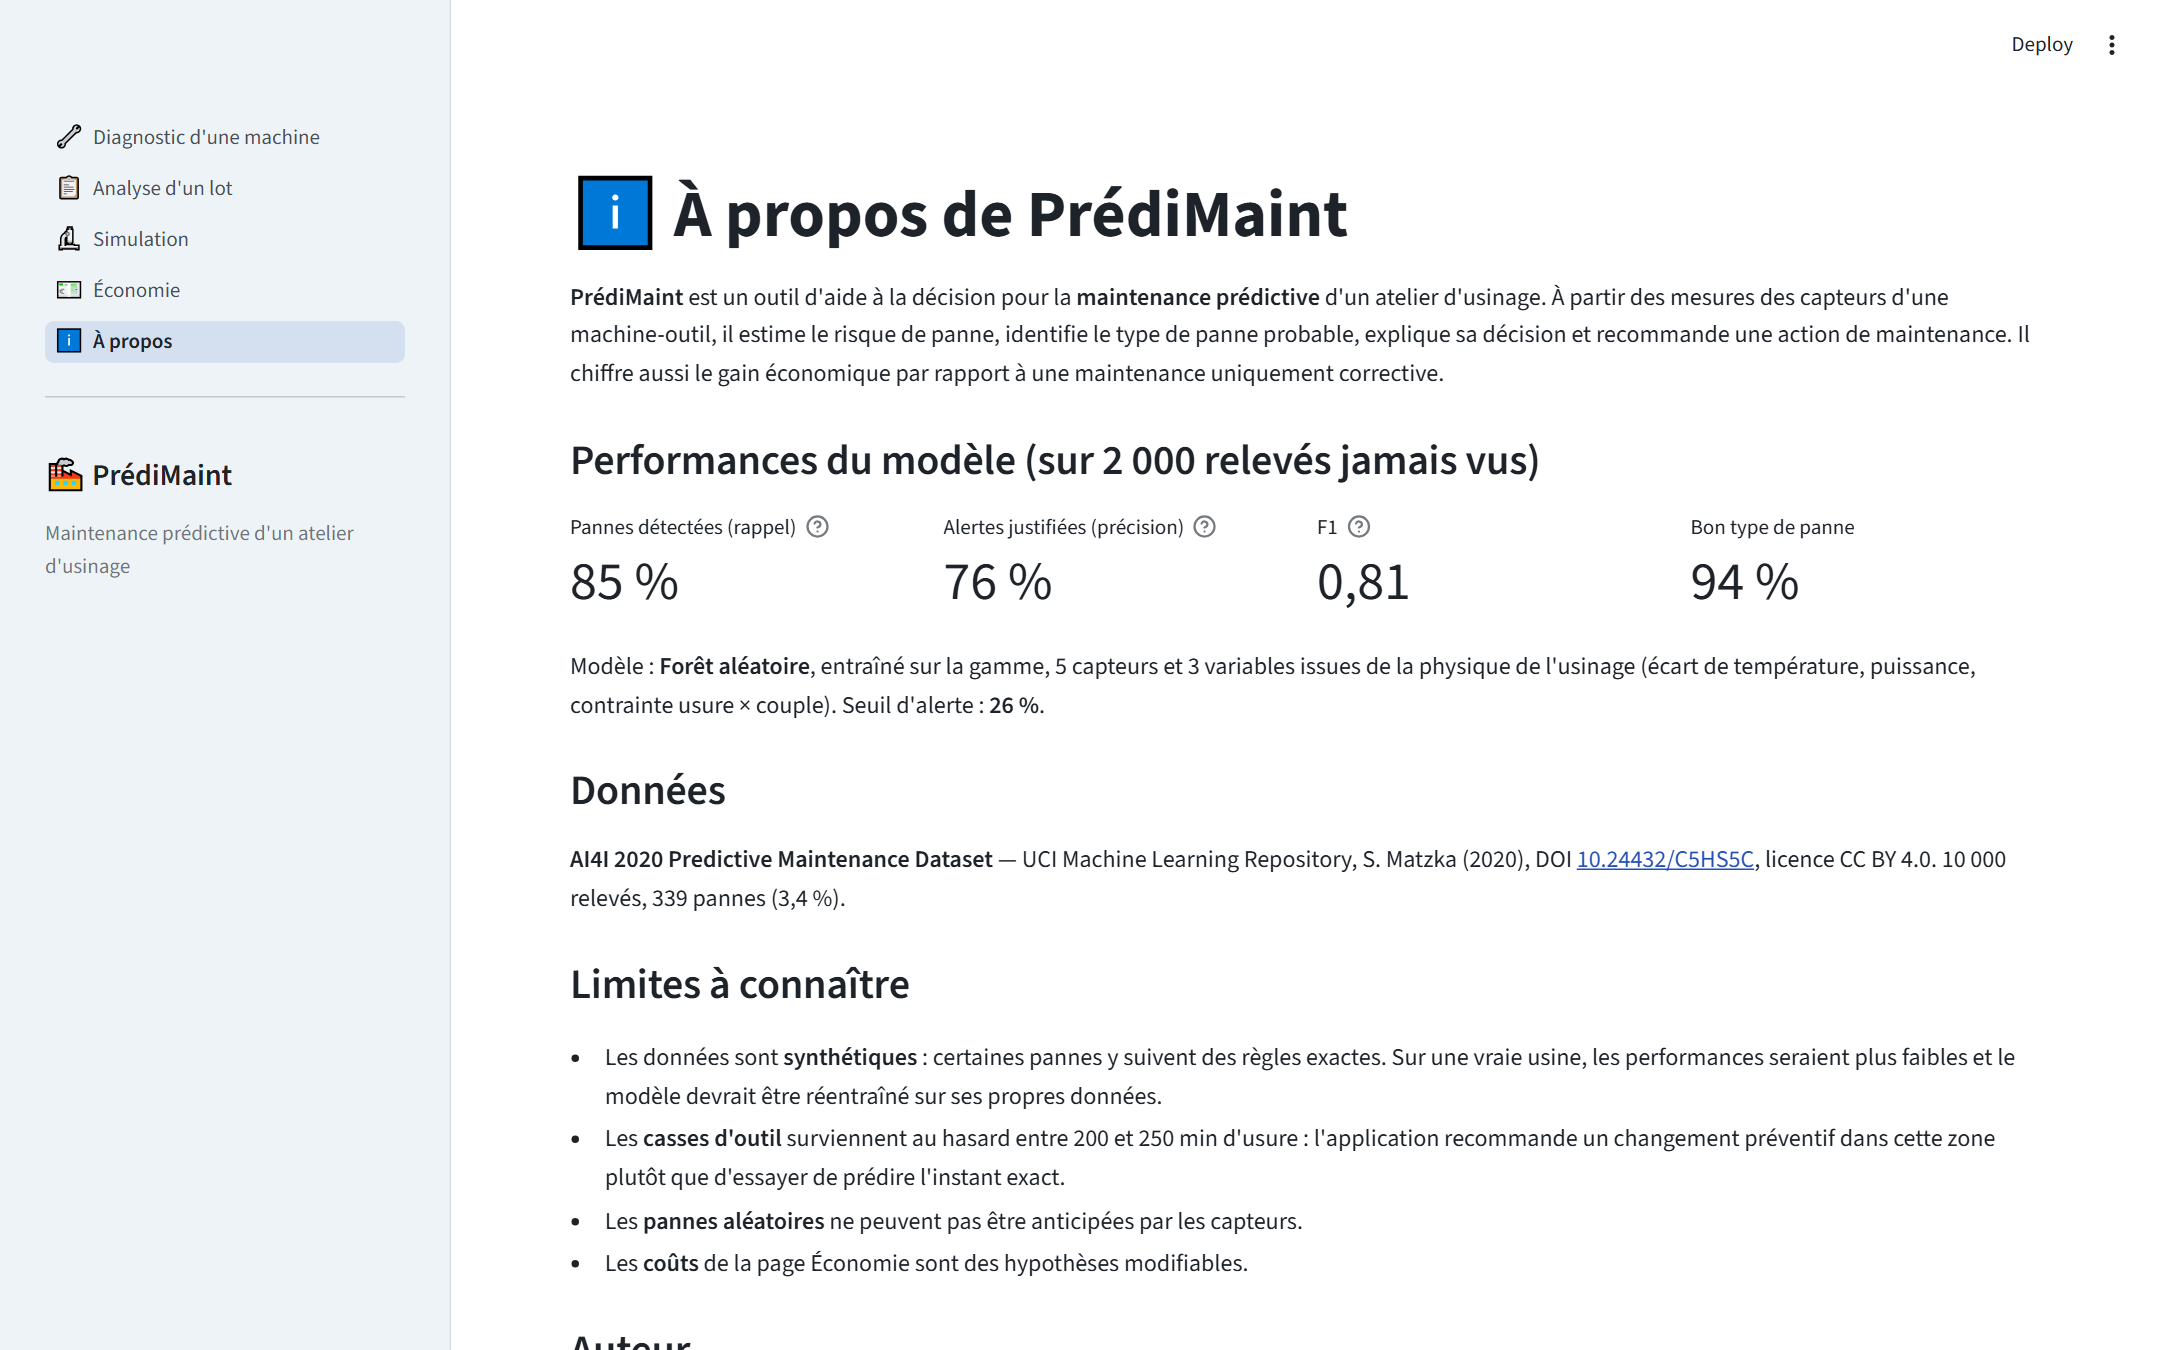 Deploy
Diagnostic d'une machine
Analyse d'un lot
Simulation
Économie
À propos
PrédiMaint
Maintenance prédictive d'un atelier
d'usinage
À propos de PrédiMaint
PrédiMaint est un outil d'aide à la décision pour la maintenance prédictive d'un atelier d'usinage. À partir des mesures des capteurs d'une
machine-outil, il estime le risque de panne, identifie le type de panne probable, explique sa décision et recommande une action de maintenance. Il
chiffre aussi le gain économique par rapport à une maintenance uniquement corrective.
Performances du modèle (sur 2 000 relevés jamais vus)
Pannes détectées (rappel) Alertes justifiées (précision) F1 Bon type de panne
85 % 76 % 0,81 94 %
Modèle : Forêt aléatoire, entraîné sur la gamme, 5 capteurs et 3 variables issues de la physique de l'usinage (écart de température, puissance,
contrainte usure × couple). Seuil d'alerte : 26 %.
Données
AI4I 2020 Predictive Maintenance Dataset — UCI Machine Learning Repository, S. Matzka (2020), DOI 10.24432/C5HS5C, licence CC BY 4.0. 10 000
relevés, 339 pannes (3,4 %).
Limites à connaître
• Les données sont synthétiques : certaines pannes y suivent des règles exactes. Sur une vraie usine, les performances seraient plus faibles et le
modèle devrait être réentraîné sur ses propres données.
• Les casses d'outil surviennent au hasard entre 200 et 250 min d'usure : l'application recommande un changement préventif dans cette zone
plutôt que d'essayer de prédire l'instant exact.
• Les pannes aléatoires ne peuvent pas être anticipées par les capteurs.
• Les coûts de la page Économie sont des hypothèses modifiables.
Auteur